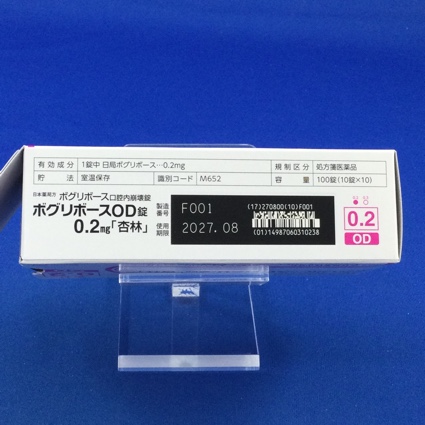 有効成分 1錠中 日局ボグリボース…0.2mg 規制区分 処方箋医薬品
貯法 室温保存 識別コード M652 容量 100錠(10錠×10)
日本薬局方 ボグリボース口腔内崩壊錠
ボグリボースOD錠
0.2mg「杏林」
製造番号 F001
使用期限 2027.08
(17)270800(10)F001
(01)14987060310238
0.2
OD